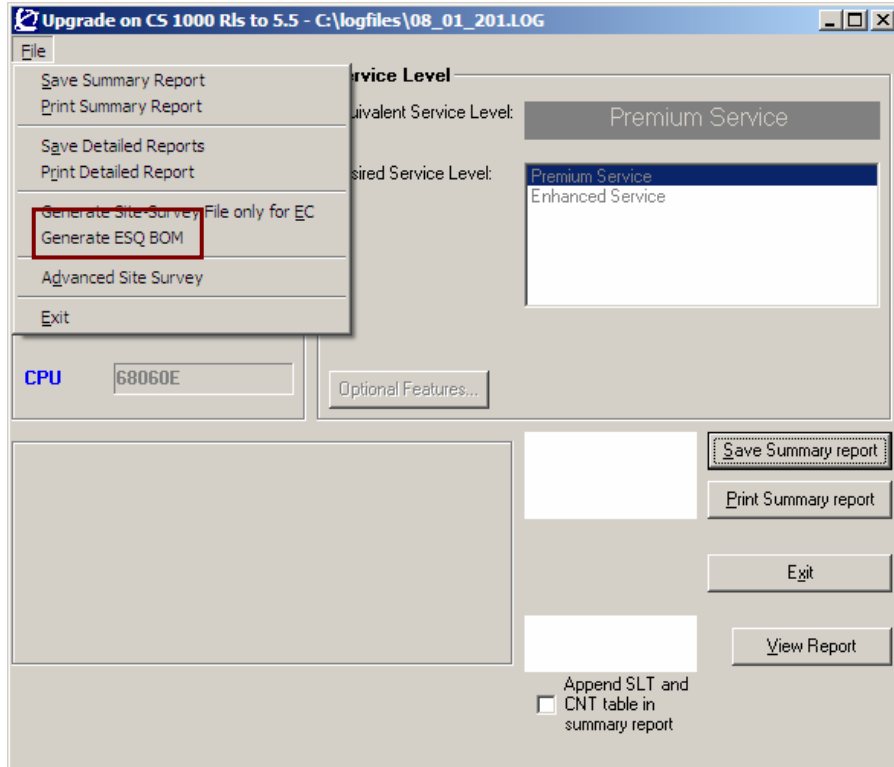 Upgrade on CS 1000 Rls to 5.5 - C:\logfiles\08_01_201.LOG
File
Save Summary Report
Print Summary Report
Save Detailed Reports
Print Detailed Report
Generate Site-Survey File only for EC
Generate ESQ BOM
Advanced Site Survey
Exit
rvice Level
uivalent Service Level:
Premium Service
sired Service Level:
Premium Service
Enhanced Service
CPU
68060E
Optional Features...
Save Summary report
Print Summary report
Exit
View Report
Append SLT and
CNT table in
summary report